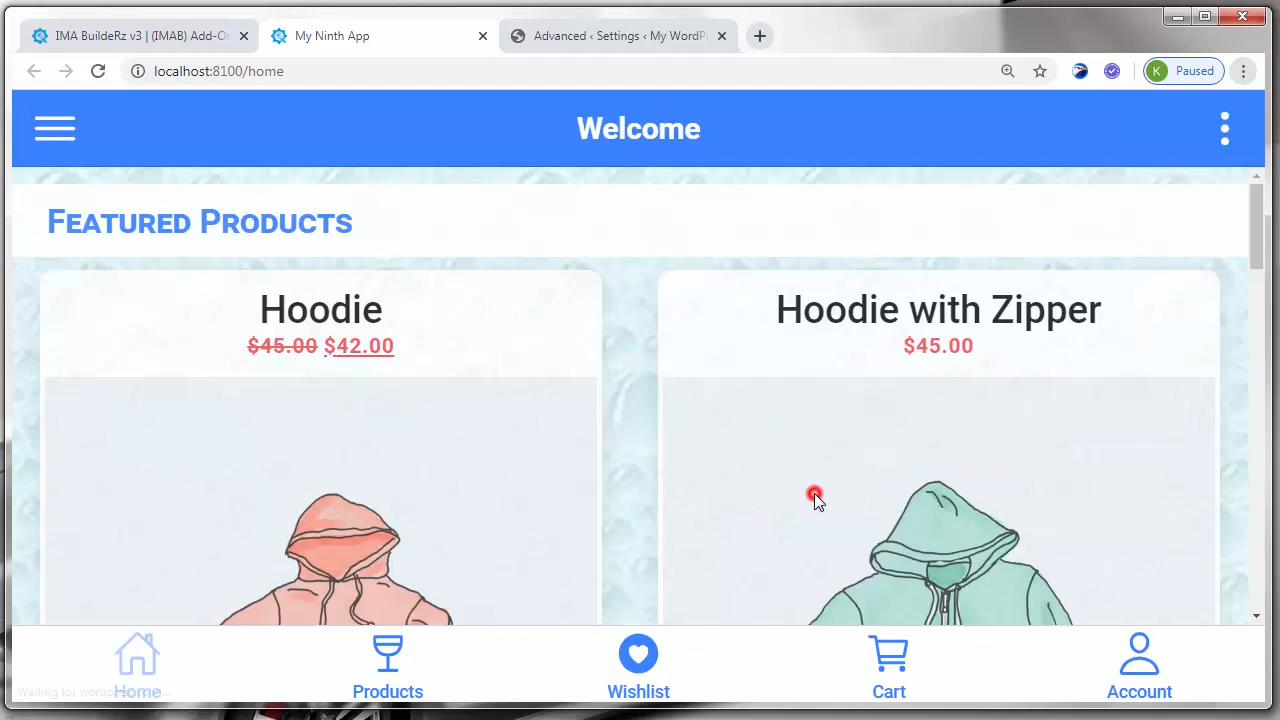 IMA BuildeRz v3 | (IMAB) Add-On
My Ninth App
Advanced ‹ Settings ‹ My WordP
localhost:8100/home
K
Paused
Welcome
Featured Products
Hoodie
$45.00 $42.00
Hoodie with Zipper
$45.00
Home
Products
Wishlist
Cart
Account